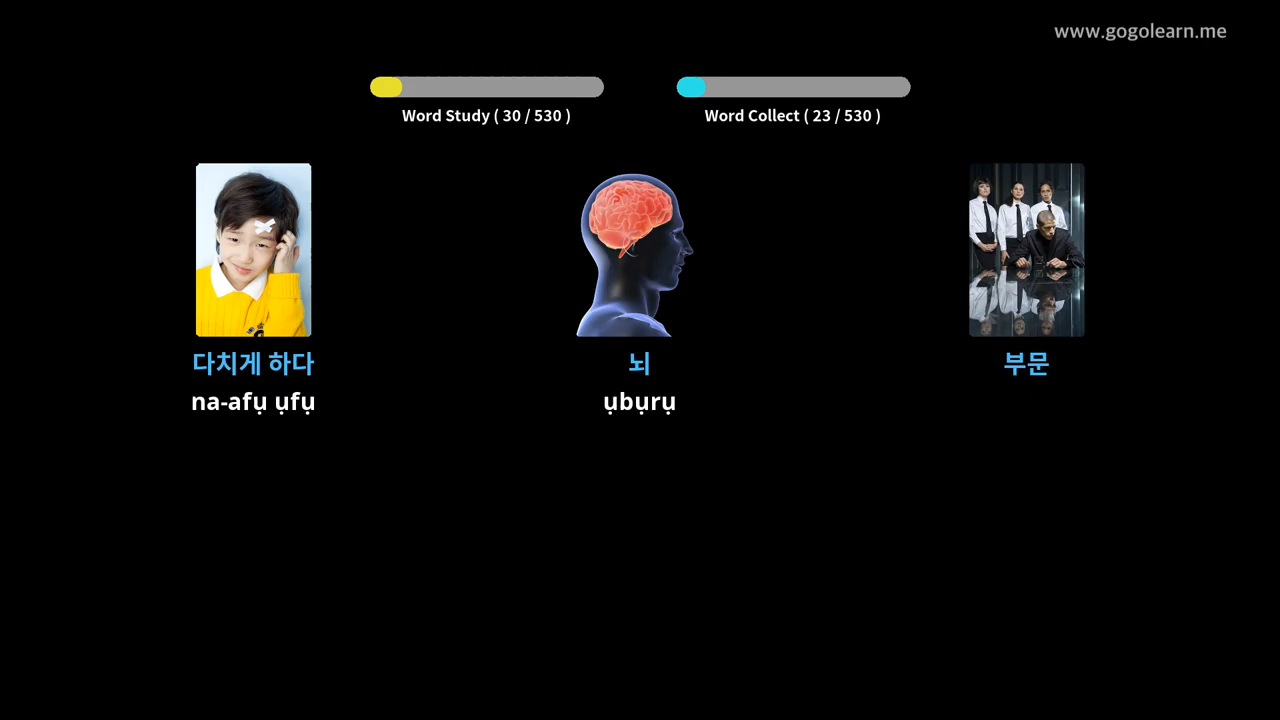 www.gogolearn.me
Word Study ( 30 / 530 )
Word Collect ( 23 / 530 )
다치게 하다
뇌
부문
na-afụ ụfụ
ụbụrụ